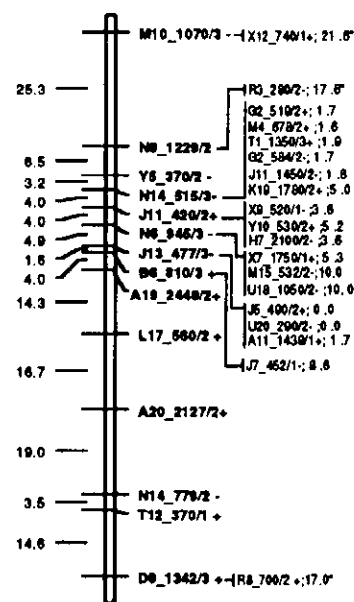 M10_1070/3 -
X12_740/1+; 21.6"
25.3
R3_280/2-; 17.6"
G2_519/2+; 1.7
M4_678/2+; 1.6
T1_1350/3+; 1.9
G2_584/2-; 1.7
J11_1450/2-; 1.8
K19_1780/2+; 5.0
N8_1229/2
6.5
Y5_370/2 -
3.2
N14_515/3-
4.0
J11_420/2+
X9_520/1-; 3.6
Y10_530/2+; 5.2
H7_2100/2-; 3.6
4.0
N6_945/3-
X7_1750/1+; 5.3
M15_532/2-; 10.0
U18_1050/2-; 10.0
4.9
J13_477/3-
J5_400/2+; 0.0
U20_290/2-; 0.0
A11_1439/1+; 1.7
1.6
B6_810/3 +
J7_452/1-; 8.6
4.0
A19_2448/2+
14.3
L17_560/2 +
16.7
A20_2127/2+
19.0
N14_779/2 -
3.5
T12_370/1 +
14.6
D9_1342/3 +
R8_700/2 +; 17.0"